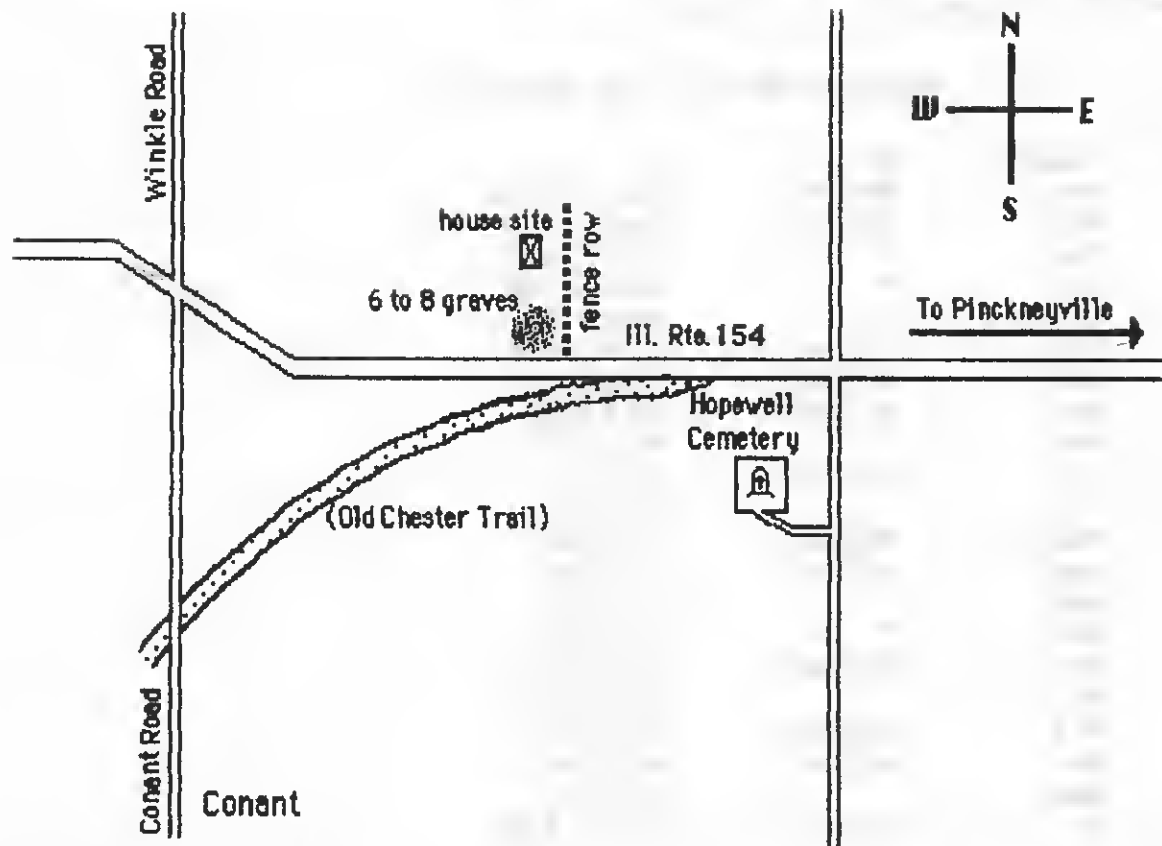 N
W E
S
Winkle Road
house site
fence row
6 to 8 graves
Ill. Rte. 154
To Pinckneyville
Hopewell
Cemetery
(Old Chester Trail)
Conant Road
Conant